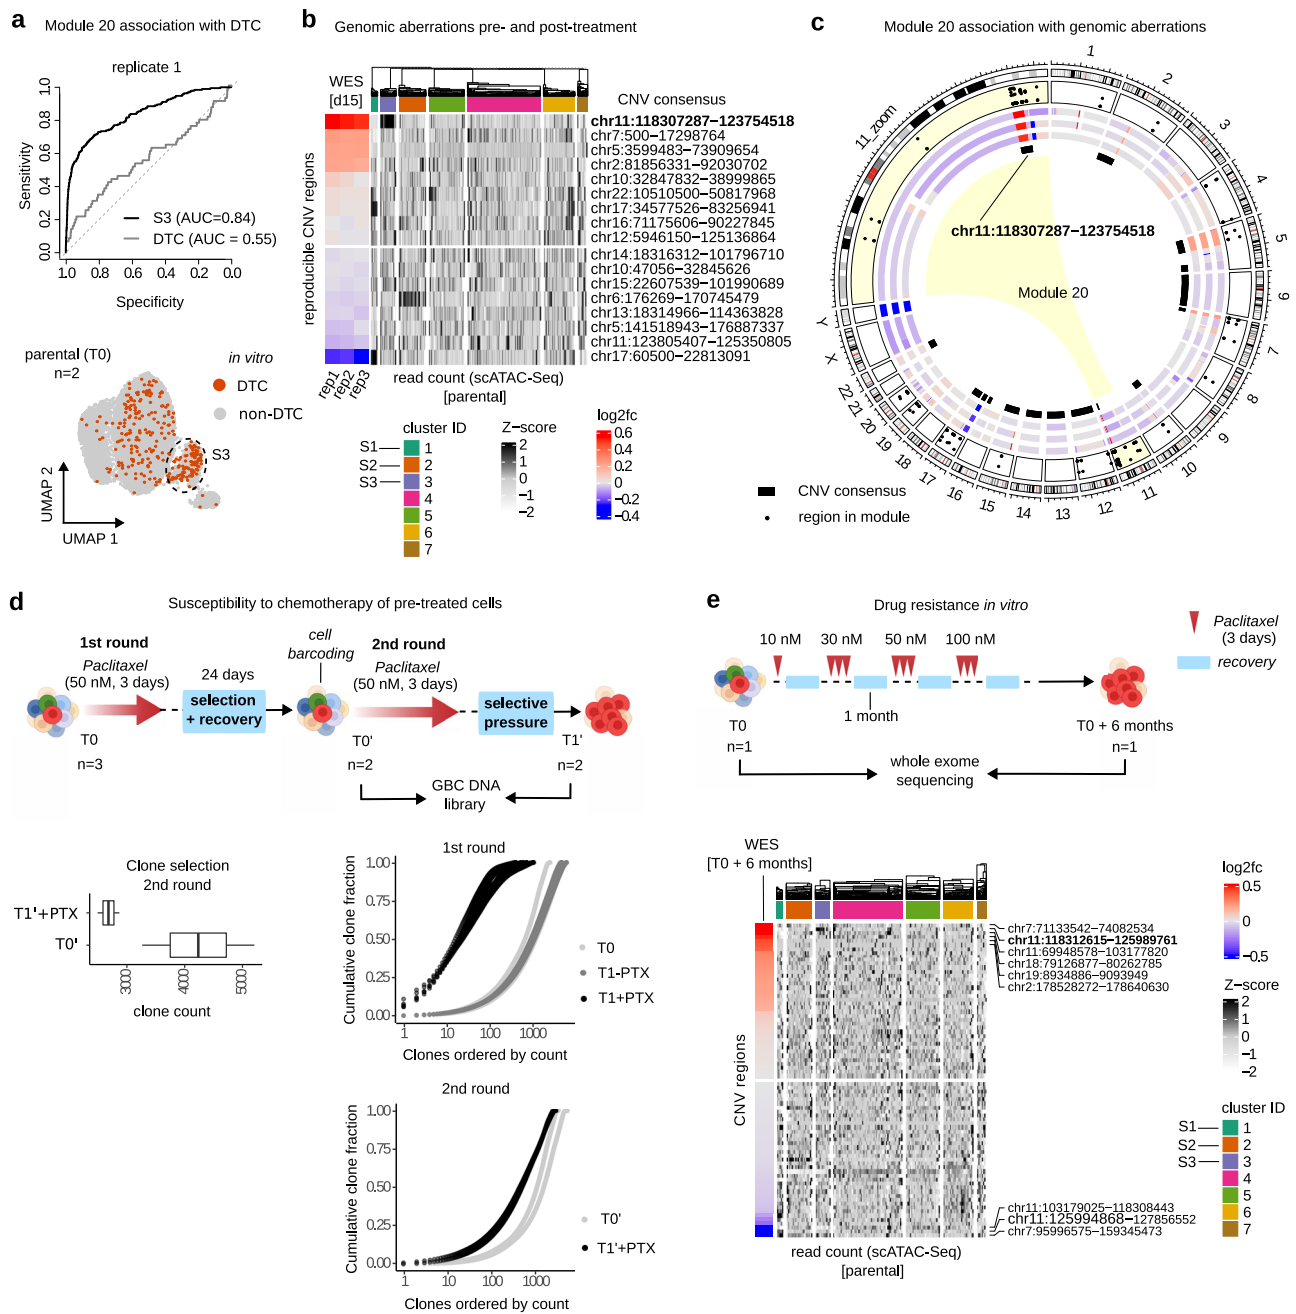 a
Module 20 association with DTC
replicate 1
Sensitivity
0.0 0.2 0.4 0.6 0.8 1.0
S3 (AUC=0.84)
DTC (AUC = 0.55)
1.0 0.8 0.6 0.4 0.2 0.0
Specificity
parental (T0)
n=2
in vitro
DTC
non-DTC
S3
UMAP 2
UMAP 1
b
Genomic aberrations pre- and post-treatment
WES
[d15]
CNV consensus
reproducible CNV regions
chr11:118307287−123754518
chr7:500−17298764
chr5:3599483−73909654
chr2:81856331−92030702
chr10:32847832−38999865
chr22:10510500−50817968
chr17:34577526−83256941
chr16:71175606−90227845
chr12:5946150−125136864
chr14:18316312−101796710
chr10:47056−32845626
chr15:22607539−101990689
chr6:176269−170745479
chr13:18314966−114363828
chr5:141518943−176887337
chr11:123805407−125350805
chr17:60500−22813091
rep1
rep2
rep3
read count (scATAC-Seq)
[parental]
cluster ID
S1 1
S2 2
S3 3
4
5
6
7
Z−score
2
1
0
−1
−2
log2fc
0.6
0.4
0.2
0
−0.2
−0.4
c
Module 20 association with genomic aberrations
11_zoom
1
2
3
4
5
6
7
8
9
10
11
12
13
14
15
16
17
18
19
20
21
22
X
Y
chr11:118307287−123754518
Module 20
CNV consensus
region in module
d
Susceptibility to chemotherapy of pre-treated cells
1st round
Paclitaxel
(50 nM, 3 days)
24 days
selection
+ recovery
cell
barcoding
2nd round
Paclitaxel
(50 nM, 3 days)
selective
pressure
T0
n=3
T0'
n=2
T1'
n=2
GBC DNA
library
Clone selection
2nd round
T1'+PTX
T0'
3000 4000 5000
clone count
1st round
Cumulative clone fraction
1.00
0.75
0.50
0.25
0.00
T0
T1-PTX
T1+PTX
1 10 100 1000
Clones ordered by count
2nd round
Cumulative clone fraction
1.00
0.75
0.50
0.25
0.00
T0'
T1'+PTX
1 10 100 1000
Clones ordered by count
e
Drug resistance in vitro
10 nM 30 nM 50 nM 100 nM
Paclitaxel
(3 days)
recovery
1 month
T0
n=1
T0 + 6 months
n=1
whole exome
sequencing
WES
[T0 + 6 months]
CNV regions
chr7:71133542−74082534
chr11:118312615−125989761
chr11:69948578−103177820
chr18:79126877−80262785
chr19:8934886−9093949
chr2:178528272−178640630
chr11:103179025−118308443
chr11:125994868−127856552
chr7:95996575−159345473
read count (scATAC-Seq)
[parental]
log2fc
0.5
0
−0.5
Z−score
2
1
0
−1
−2
cluster ID
S1 1
S2 2
S3 3
4
5
6
7